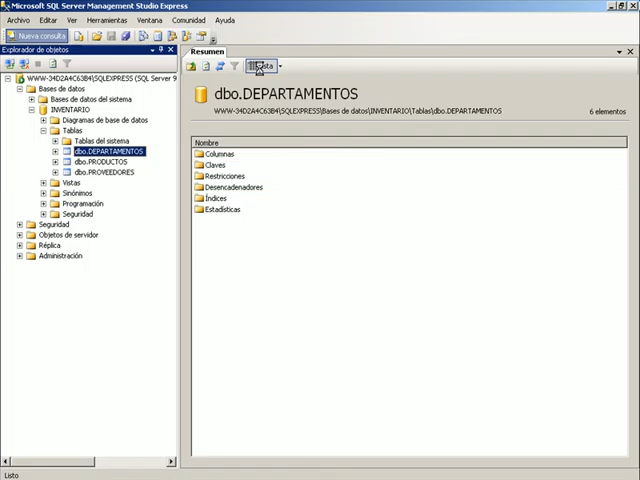 Microsoft SQL Server Management Studio Express
Archivo Editar Ver Herramientas Ventana Comunidad Ayuda
Nueva consulta
Explorador de objetos
WWW-34D2A4C63B4\SQLEXPRESS (SQL Server 9
Bases de datos
Bases de datos del sistema
INVENTARIO
Diagramas de base de datos
Tablas
Tablas del sistema
dbo.DEPARTAMENTOS
dbo.PRODUCTOS
dbo.PROVEEDORES
Vistas
Sinónimos
Programación
Seguridad
Seguridad
Objetos de servidor
Réplica
Administración
Resumen
dbo.DEPARTAMENTOS
WWW-34D2A4C63B4\SQLEXPRESS\Bases de datos\INVENTARIO\Tablas\dbo.DEPARTAMENTOS
6 elementos
Nombre
Columnas
Claves
Restricciones
Desencadenadores
Índices
Estadísticas
Listo